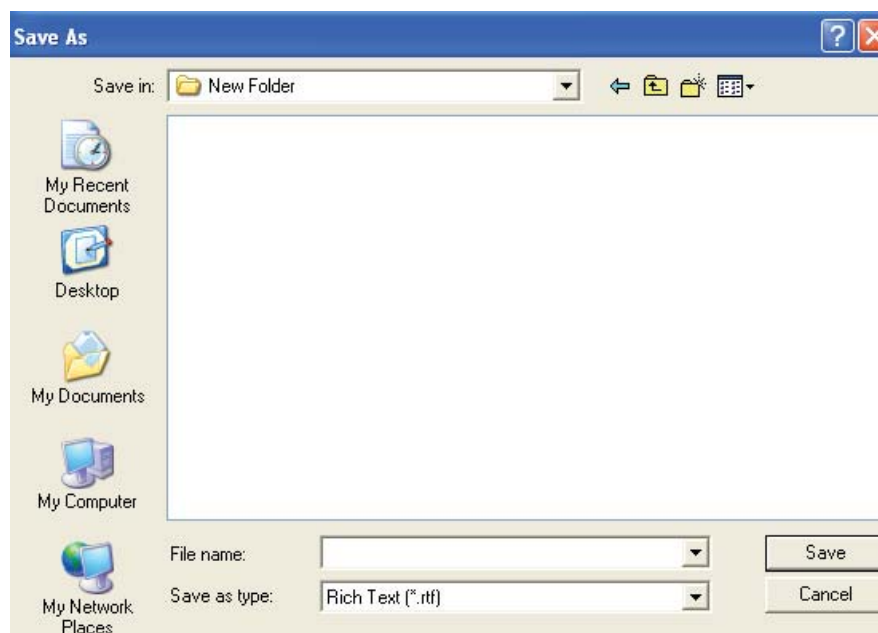 Save As
Save in:
New Folder
My Recent
Documents
Desktop
My Documents
My Computer
My Network
Places
File name:
Save
Save as type:
Rich Text (*.rtf)
Cancel